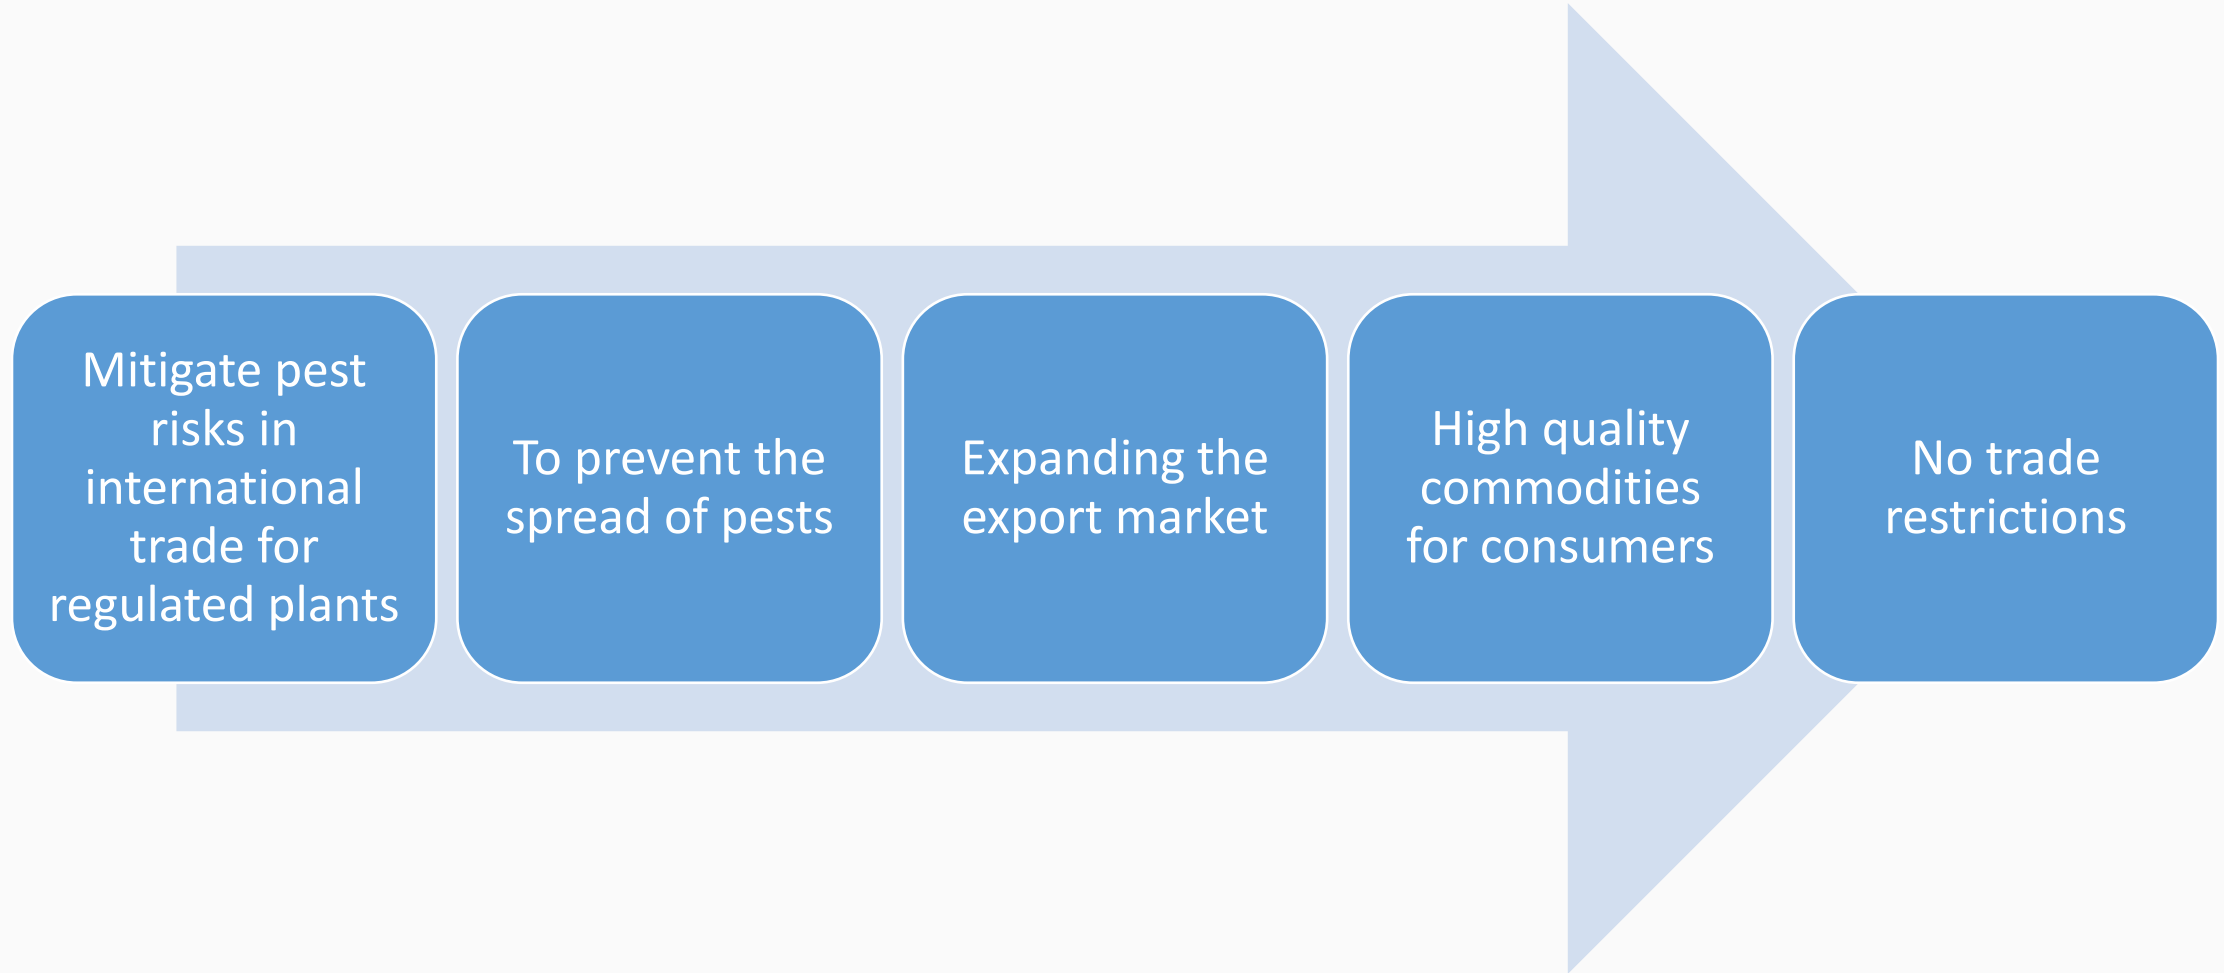 Mitigate pest
risks in
international
trade for
regulated plants
To prevent the
spread of pests
Expanding the
export market
High quality
commodities
for consumers
No trade
restrictions